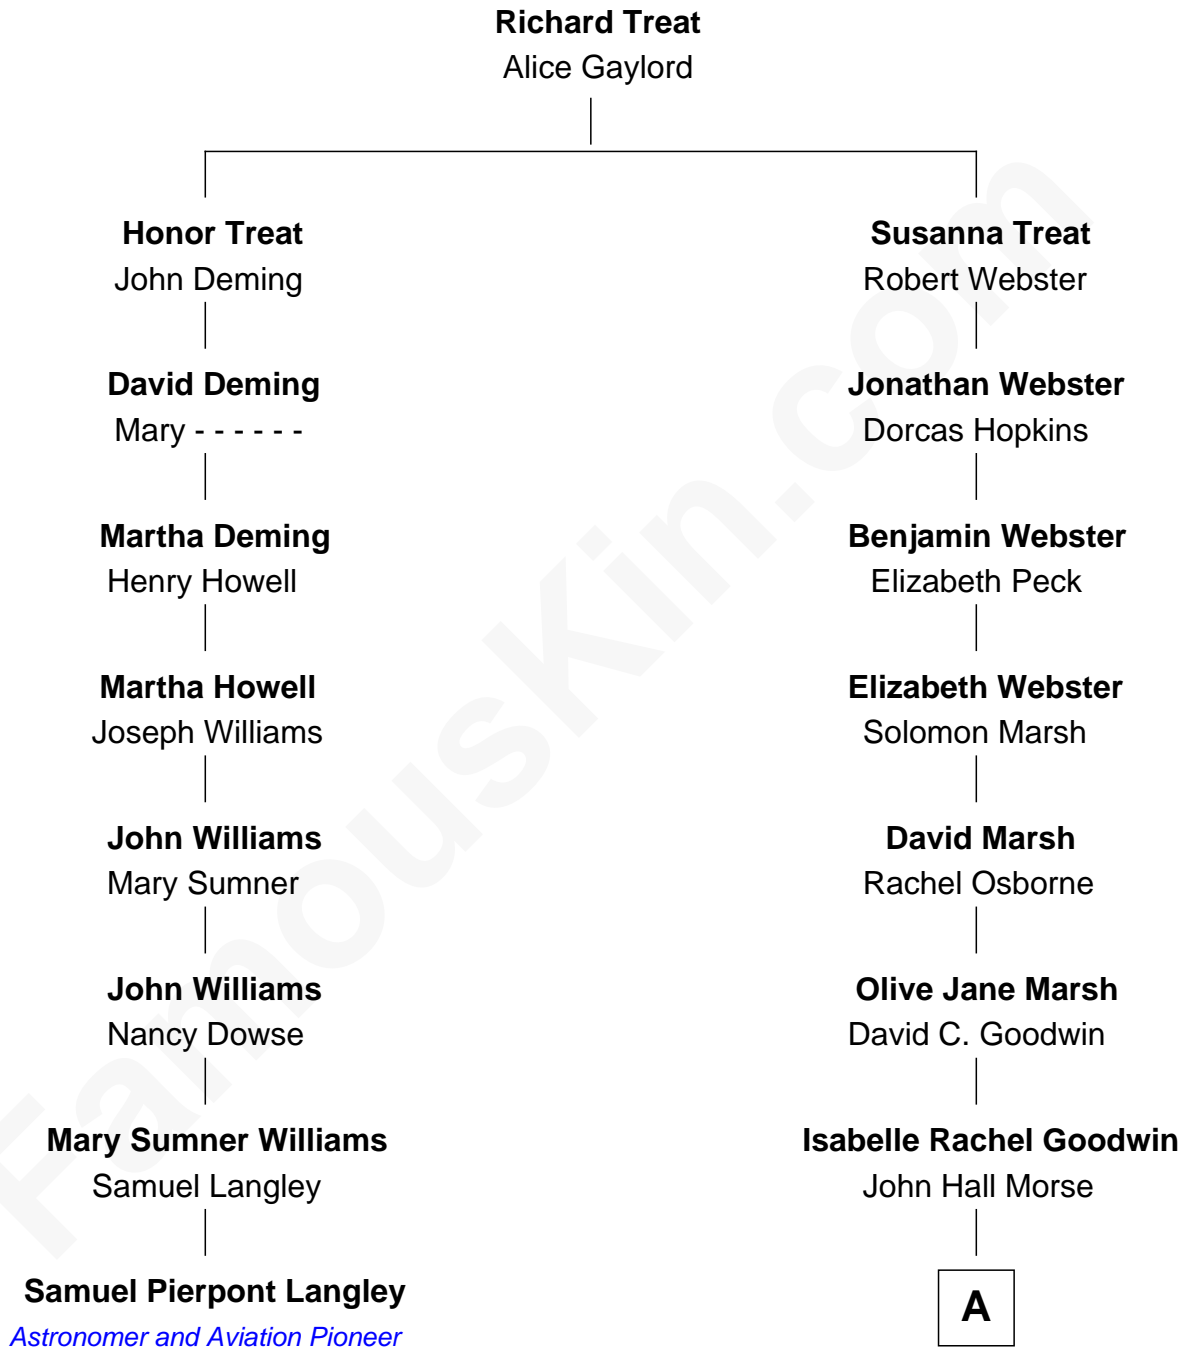 Richard Treat
Alice Gaylord
Honor Treat
John Deming
Susanna Treat
Robert Webster
David Deming
Mary - - - - - -
Jonathan Webster
Dorcas Hopkins
Martha Deming
Henry Howell
Benjamin Webster
Elizabeth Peck
Martha Howell
Joseph Williams
Elizabeth Webster
Solomon Marsh
John Williams
Mary Sumner
David Marsh
Rachel Osborne
John Williams
Nancy Dowse
Olive Jane Marsh
David C. Goodwin
Mary Sumner Williams
Samuel Langley
Isabelle Rachel Goodwin
John Hall Morse
Samuel Pierpont Langley
Astronomer and Aviation Pioneer
A
FamousKin.com